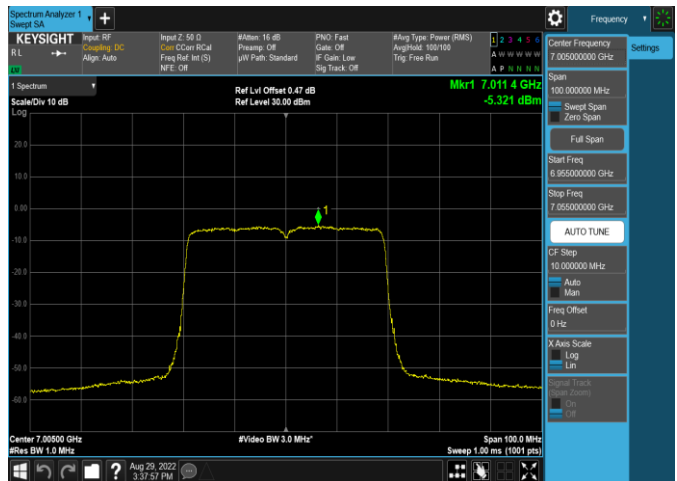 Spectrum Analyzer 1
Swept SA
+
Frequency
KEYSIGHT
RL
Input: RF
Coupling: DC
Align: Auto
Input Z: 50 Ω
Corr CCorr RCal
Freq Ref: Int (S)
NFE: Off
#Atten: 16 dB
Preamp: Off
µW Path: Standard
PNO: Fast
Gate: Off
IF Gain: Low
Sig Track: Off
#Avg Type: Power (RMS)
Avg|Hold: 100/100
Trig: Free Run
1 2 3 4 5 6
A W W W W W
A P N N N N
1 Spectrum
Scale/Div 10 dB
Log
Ref Lvl Offset 0.47 dB
Ref Level 30.00 dBm
Mkr1 7.011 4 GHz
-5.321 dBm
20.0
10.0
0.00
-10.0
-20.0
-30.0
-40.0
-50.0
-60.0
1
Center 7.00500 GHz
#Res BW 1.0 MHz
#Video BW 3.0 MHz*
Span 100.0 MHz
Sweep 1.00 ms (1001 pts)
Aug 29, 2022
3:37:57 PM
Center Frequency
7.005000000 GHz
Settings
Span
100.000000 MHz
Swept Span
Zero Span
Full Span
Start Freq
6.955000000 GHz
Stop Freq
7.055000000 GHz
AUTO TUNE
CF Step
10.000000 MHz
Auto
Man
Freq Offset
0 Hz
X Axis Scale
Log
Lin
Signal Track
(Span Zoom)
On
Off